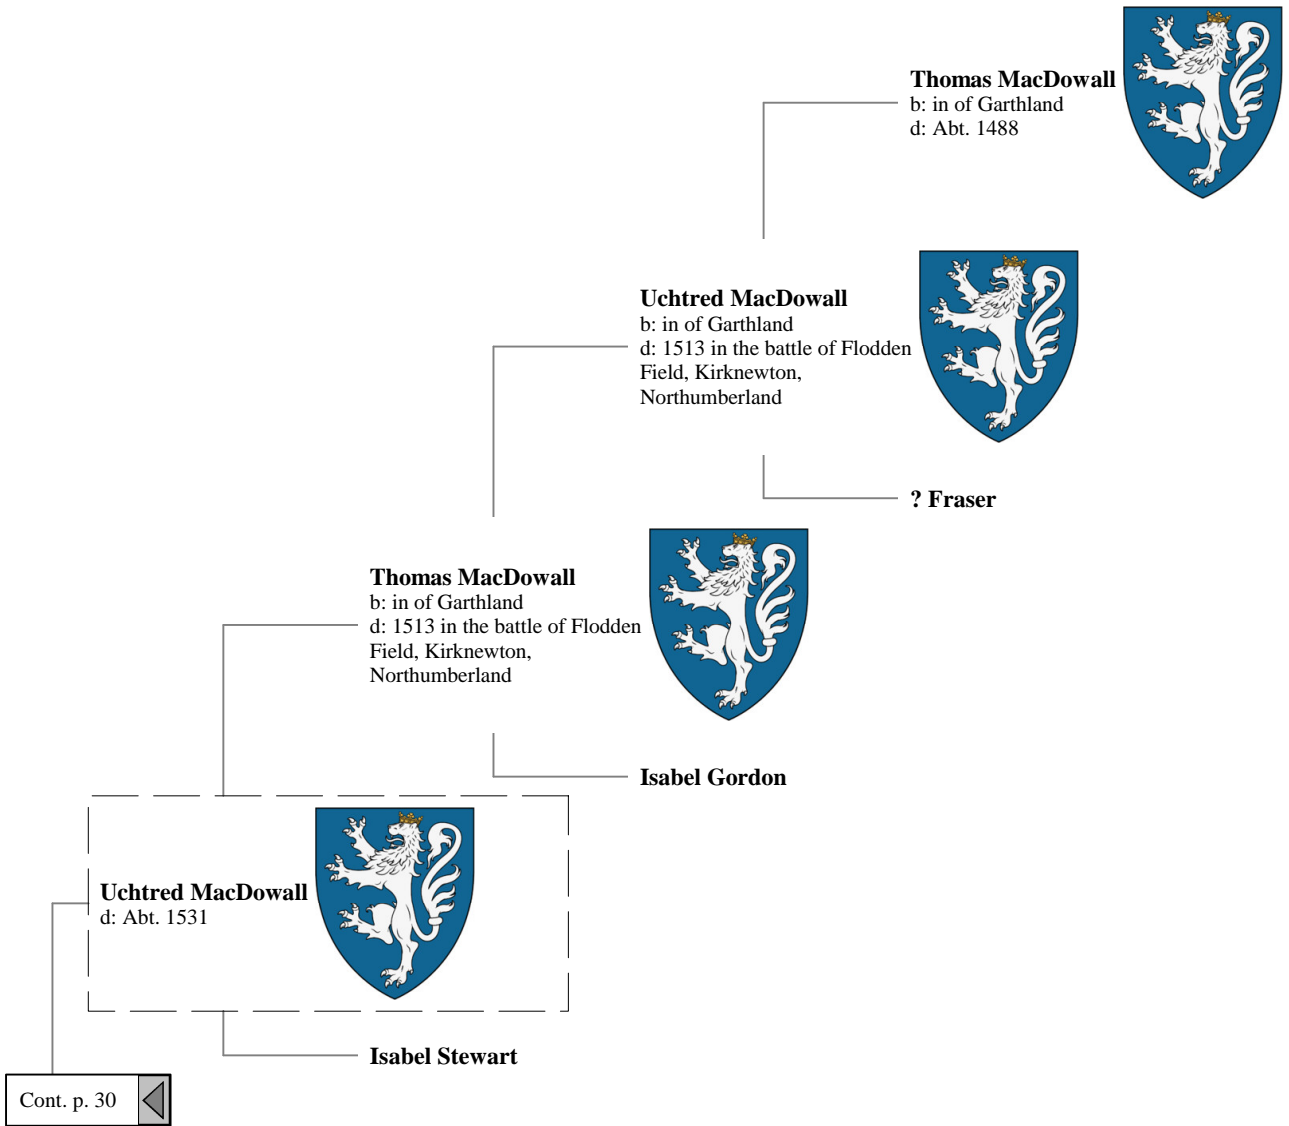 Thomas MacDowall
b: in of Garthland
d: Abt. 1488
Uchtred MacDowall
b: in of Garthland
d: 1513 in the battle of Flodden
Field, Kirknewton,
Northumberland
? Fraser
Thomas MacDowall
b: in of Garthland
d: 1513 in the battle of Flodden
Field, Kirknewton,
Northumberland
Isabel Gordon
Uchtred MacDowall
d: Abt. 1531
Isabel Stewart
Cont. p. 30